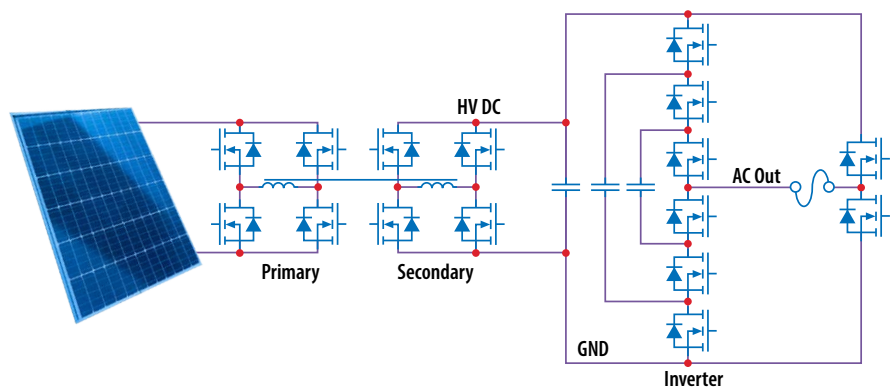 HV DC
AC Out
Primary
Secondary
GND
Inverter